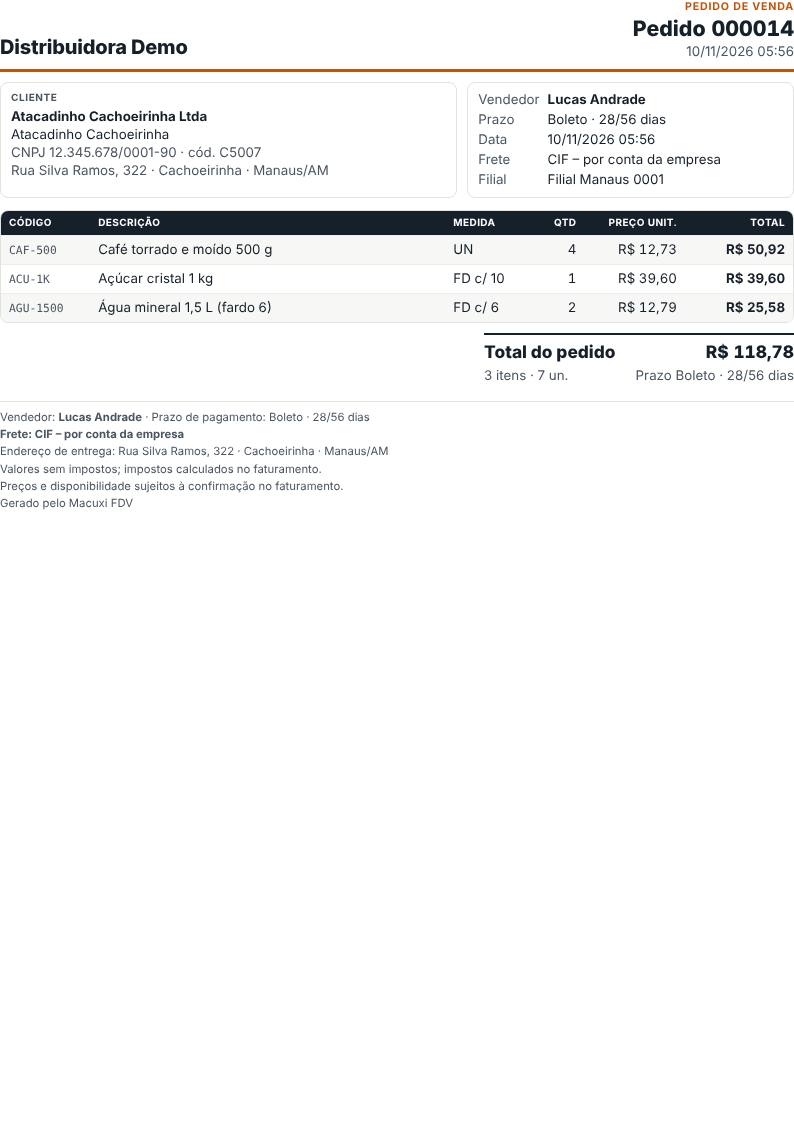 PEDIDO DE VENDA
Distribuidora Demo
Pedido 000014
10/11/2026 05:56
CLIENTE
Atacadinho Cachoeirinha Ltda
Atacadinho Cachoeirinha
CNPJ 12.345.678/0001-90 · cód. C5007
Rua Silva Ramos, 322 · Cachoeirinha · Manaus/AM
Vendedor Lucas Andrade
Prazo Boleto · 28/56 dias
Data 10/11/2026 05:56
Frete CIF – por conta da empresa
Filial Filial Manaus 0001
CÓDIGO DESCRIÇÃO MEDIDA QTD PREÇO UNIT. TOTAL
CAF-500 Café torrado e moído 500 g UN 4 R$ 12,73 R$ 50,92
ACU-1K Açúcar cristal 1 kg FD c/ 10 1 R$ 39,60 R$ 39,60
AGU-1500 Água mineral 1,5 L (fardo 6) FD c/ 6 2 R$ 12,79 R$ 25,58
Total do pedido R$ 118,78
3 itens · 7 un. Prazo Boleto · 28/56 dias
Vendedor: Lucas Andrade · Prazo de pagamento: Boleto · 28/56 dias
Frete: CIF – por conta da empresa
Endereço de entrega: Rua Silva Ramos, 322 · Cachoeirinha · Manaus/AM
Valores sem impostos; impostos calculados no faturamento.
Preços e disponibilidade sujeitos à confirmação no faturamento.
Gerado pelo Macuxi FDV